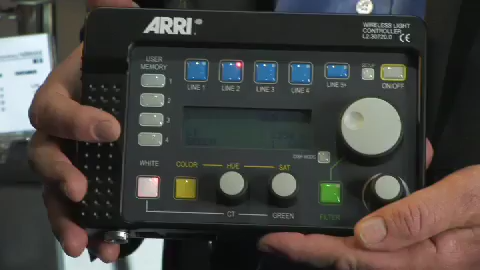 ARRI
WIRELESS LIGHT
CONTROLLER
L2.30720.0 CE
USER
MEMORY
1
2
3
4
LINE 1 LINE 2 LINE 3 LINE 4 LINE 5+
ON/OFF
WHITE COLOR HUE SAT
CT GREEN FILTER